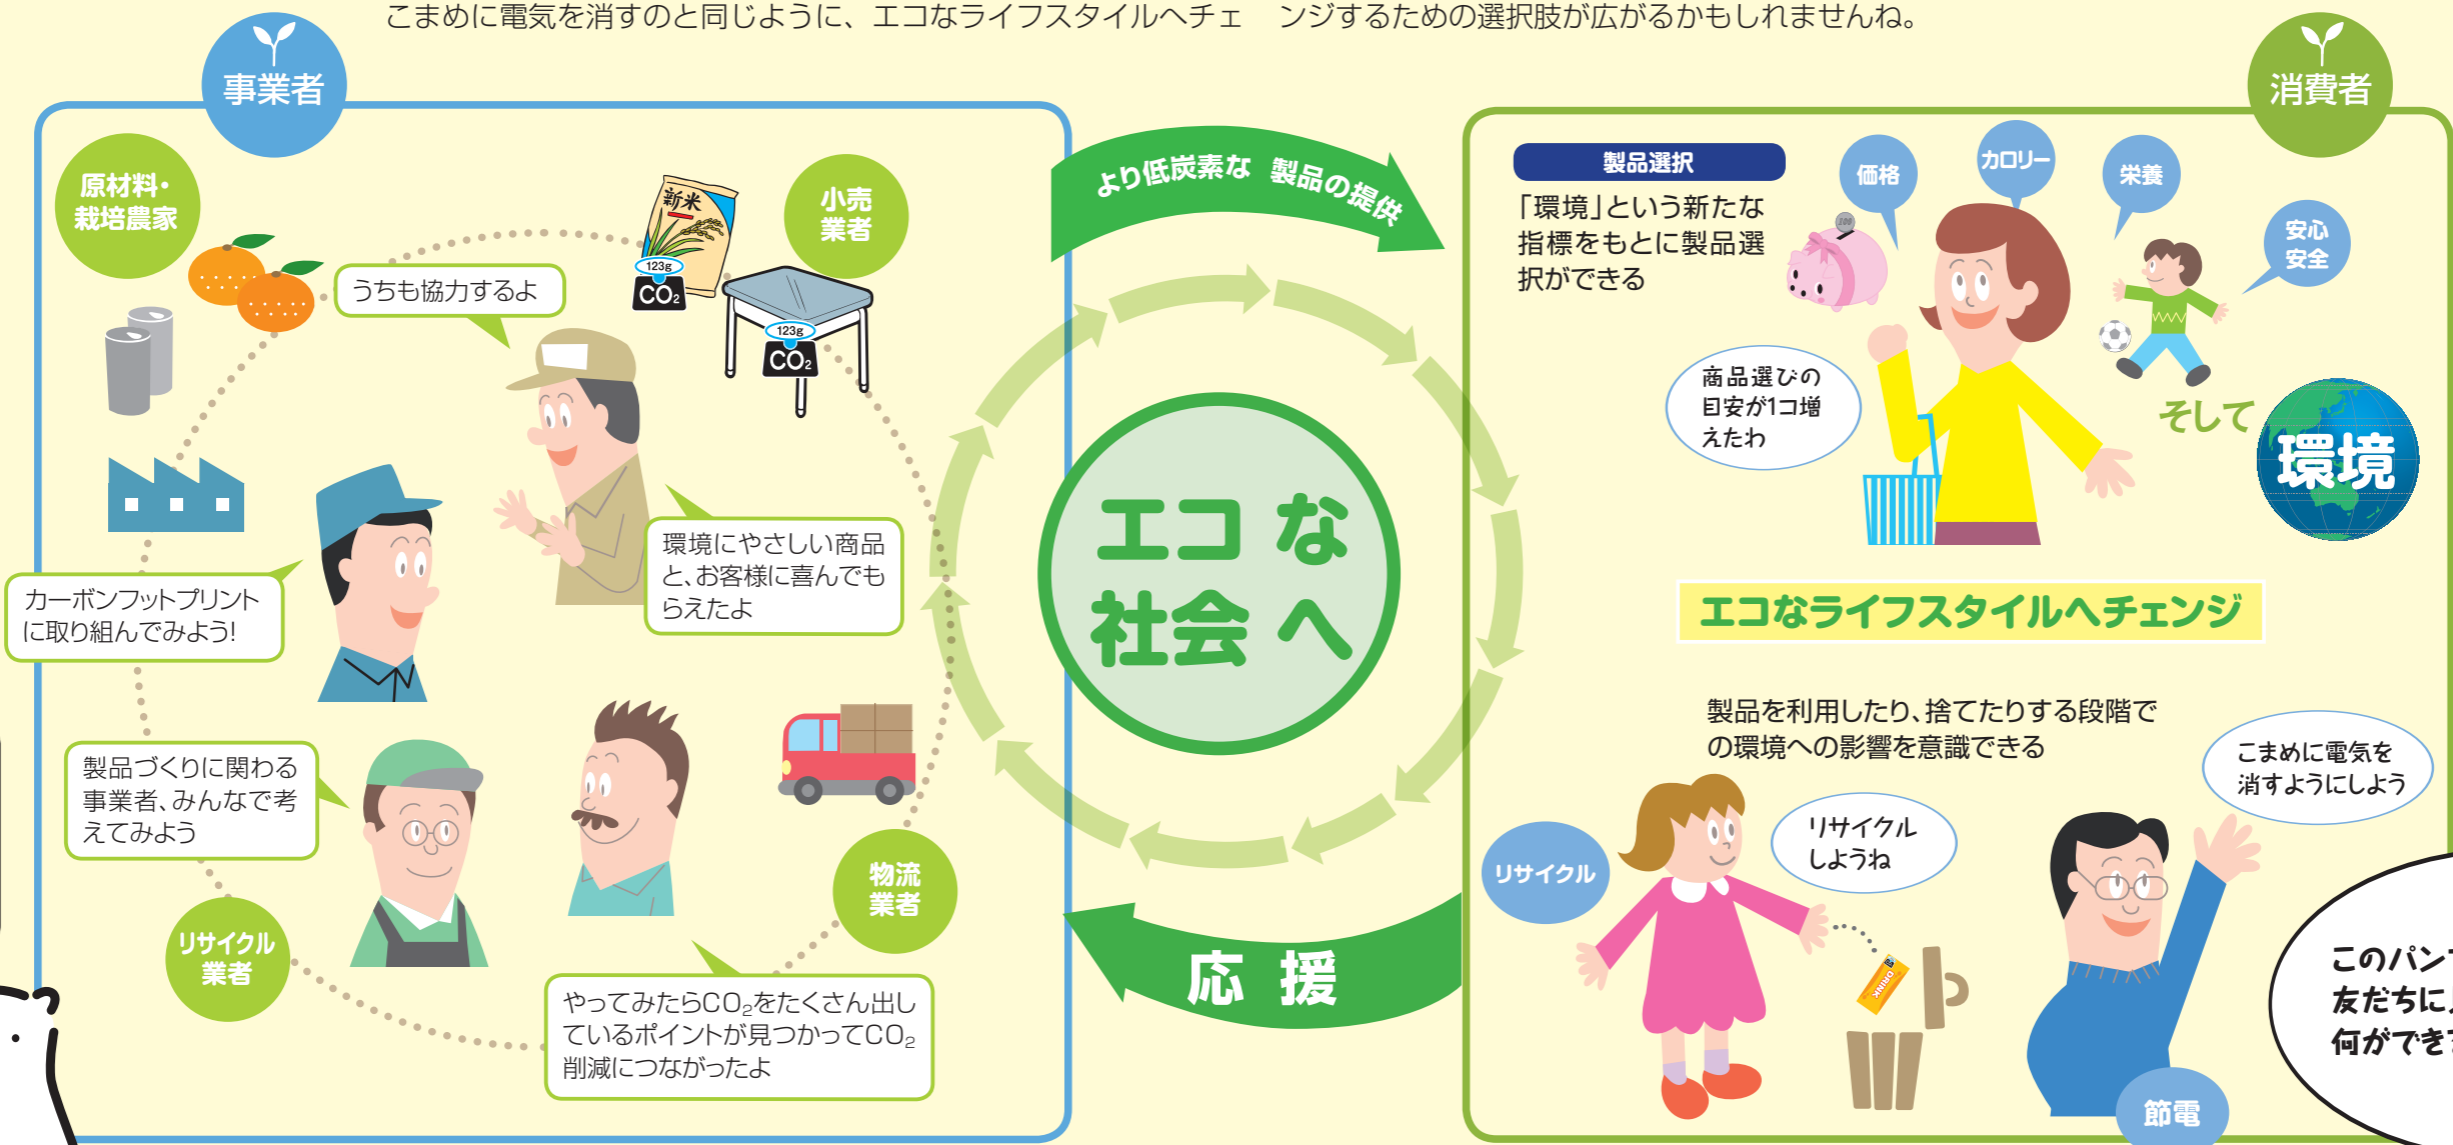 こまめに電気を消すのと同じように、エコなライフスタイルへチェ ンジするための選択肢が広がるかもしれませんね。
事業者
原材料・
栽培農家
新米
123g
CO₂
123g
CO₂
小売
業者
うちも協力するよ
環境にやさしい商品
と、お客様に喜んでも
らえたよ
カーボンフットプリント
に取り組んでみよう!
製品づくりに関わる
事業者、みんなで考
えてみよう
物流
業者
リサイクル
業者
やってみたらCO₂をたくさん出し
ているポイントが見つかってCO₂
削減につながったよ
より低炭素な 製品の提供
エコ な
社会 へ
応 援
消費者
製品選択
「環境」という新たな
指標をもとに製品選
択ができる
価格
カロリー
栄養
安心
安全
100
商品選びの
目安が1コ増
えたわ
そして
環境
エコなライフスタイルへチェンジ
製品を利用したり、捨てたりする段階で
の環境への影響を意識できる
こまめに電気を
消すようにしよう
リサイクル
しようね
リサイクル
DRINK
節電
このパン
友だちに
何ができ